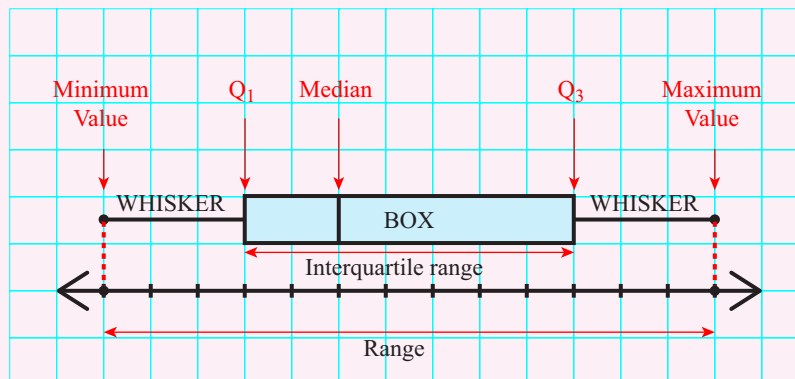 Minimum
Value
Q1
Median
Q3
Maximum
Value
WHISKER
BOX
WHISKER
Interquartile range
Range